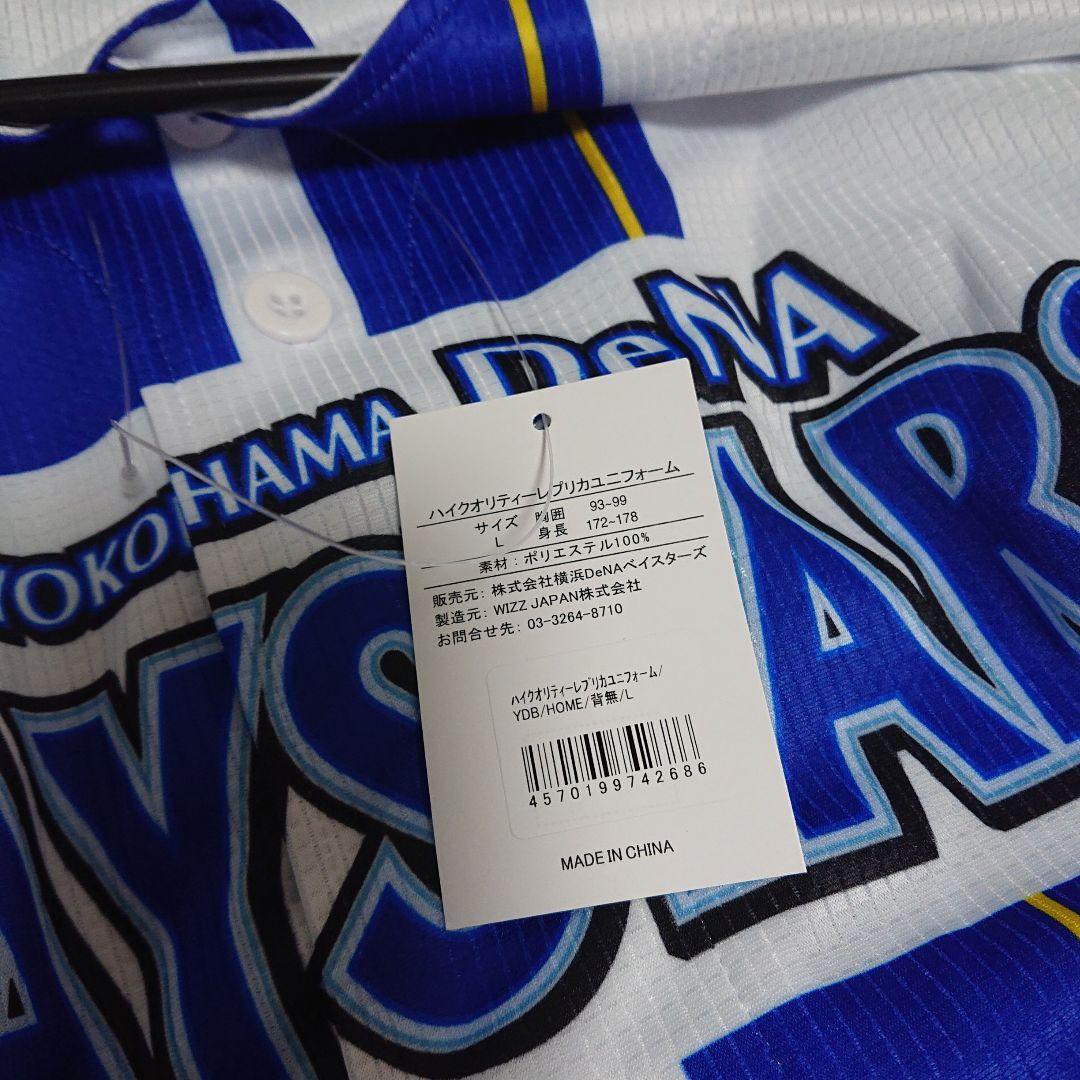 YOKOHAMA DeNA
AYSTAR
ハイクオリティーレプリカユニフォーム
サイズ 胸囲 93~99
L 身長 172~178
素材：ポリエステル100%
販売元：株式会社横浜DeNAベイスターズ
製造元：WIZZ JAPAN株式会社
お問合せ先：03-3264-8710
ﾊｲｸｵﾘﾃｨｰﾚﾌﾟﾘｶﾕﾆﾌｫｰﾑ/
YDB/HOME/背無/L
4570199742686
MADE IN CHINA